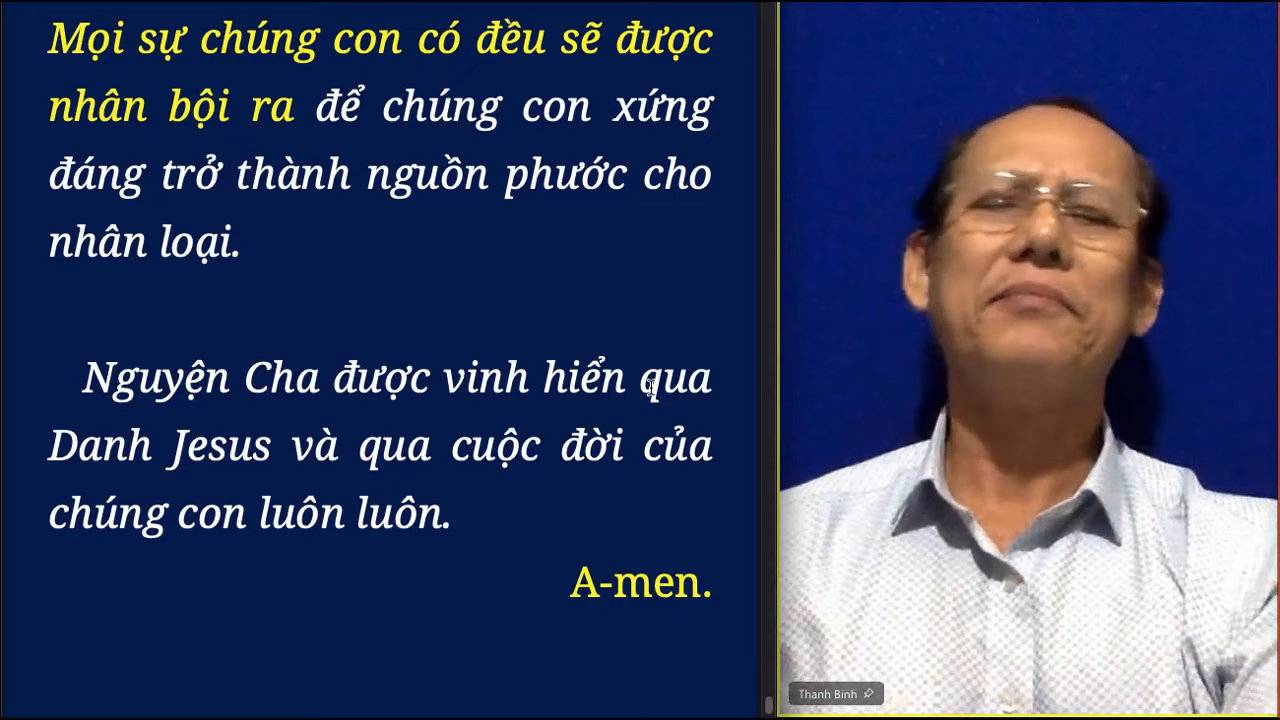 Mọi sự chúng con có đều sẽ được
nhân bội ra để chúng con xứng
đáng trở thành nguồn phước cho
nhân loại.
Nguyện Cha được vinh hiển qua
Danh Jesus và qua cuộc đời của
chúng con luôn luôn.
A-men.
Thanh Binh